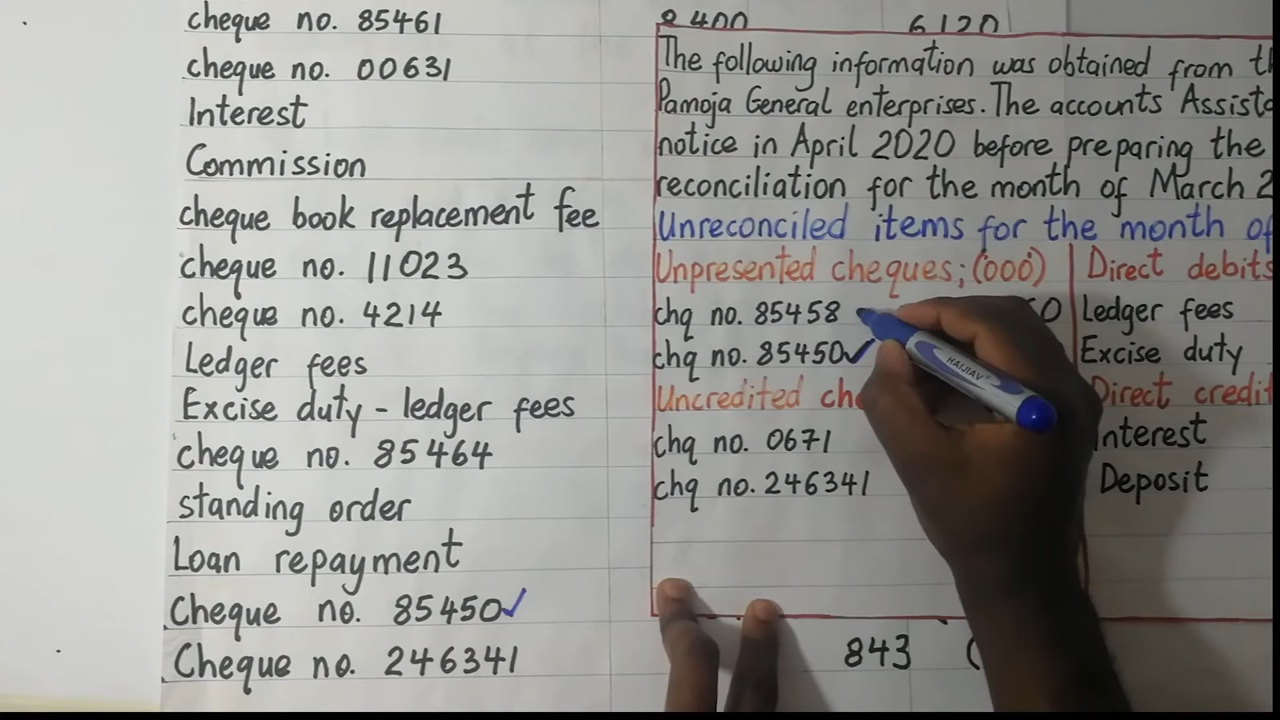 cheque no. 85461
cheque no. 00631
Interest
Commission
cheque book replacement fee
cheque no. 11023
cheque no. 4214
Ledger fees
Excise duty - ledger fees
cheque no. 85464
standing order
Loan repayment
Cheque no. 85450✓
Cheque no. 246341
8400 6120
The following information was obtained from
Pamoja General enterprises. The accounts
notice in April 2020 before preparing the
reconciliation for the month of March
Unreconciled items for the month of
Unpresented cheques; (000)
chq no. 85458
chq no. 85450✓
Uncredited
chq no. 0671
chq no. 246341
Direct debits
Ledger fees
Excise duty
Direct credit
Interest
Deposit
843
HAIJIAV